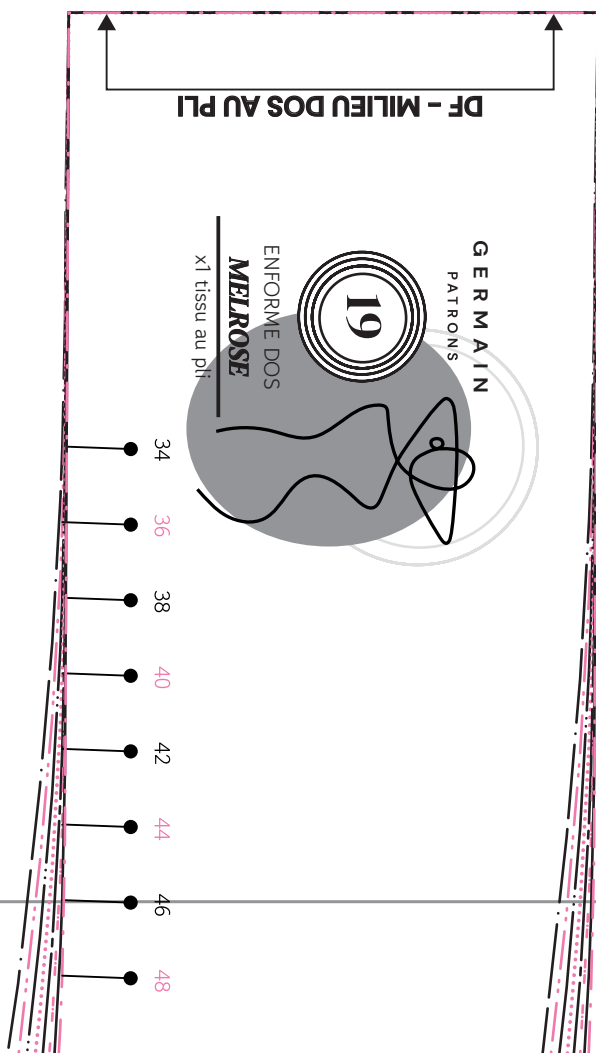 DF - MILIEU DOS AU PLI
GERMAIN
PATRONS
19
ENFORME DOS
MELROSE
x1 tissu au pli
34
36
38
40
42
44
46
48